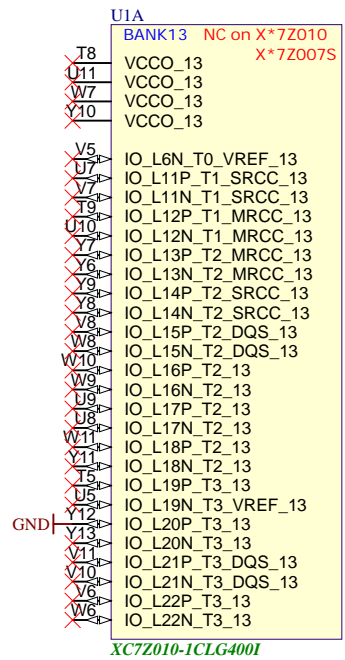 U1A
BANK13 NC on X*7Z010
X*7Z007S
T8 VCCO_13
U11 VCCO_13
W7 VCCO_13
Y10 VCCO_13
V5 IO_L6N_T0_VREF_13
U7 IO_L11P_T1_SRCC_13
V7 IO_L11N_T1_SRCC_13
T9 IO_L12P_T1_MRCC_13
U10 IO_L12N_T1_MRCC_13
Y7 IO_L13P_T2_MRCC_13
Y6 IO_L13N_T2_MRCC_13
Y9 IO_L14P_T2_SRCC_13
Y8 IO_L14N_T2_SRCC_13
V8 IO_L15P_T2_DQS_13
W8 IO_L15N_T2_DQS_13
W10 IO_L16P_T2_13
W9 IO_L16N_T2_13
U9 IO_L17P_T2_13
U8 IO_L17N_T2_13
W11 IO_L18P_T2_13
Y11 IO_L18N_T2_13
T5 IO_L19P_T3_13
U5 IO_L19N_T3_VREF_13
GND Y12 IO_L20P_T3_13
Y13 IO_L20N_T3_13
V11 IO_L21P_T3_DQS_13
V10 IO_L21N_T3_DQS_13
V6 IO_L22P_T3_13
W6 IO_L22N_T3_13
XC7Z010-1CLG400I